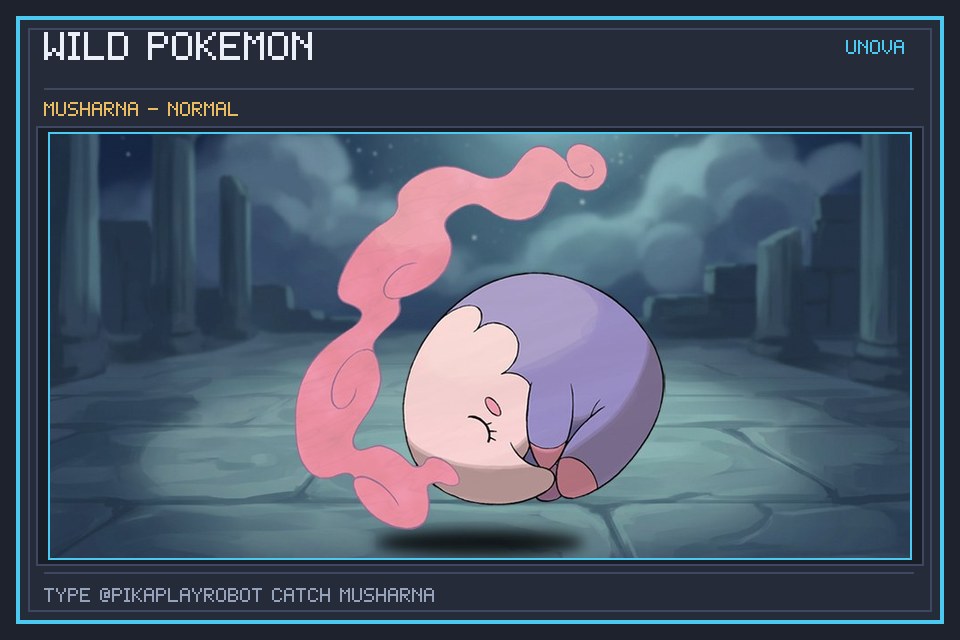 WILD POKEMON
UNOVA
MUSHARNA - NORMAL
TYPE @PIKAPLAYROBOT CATCH MUSHARNA